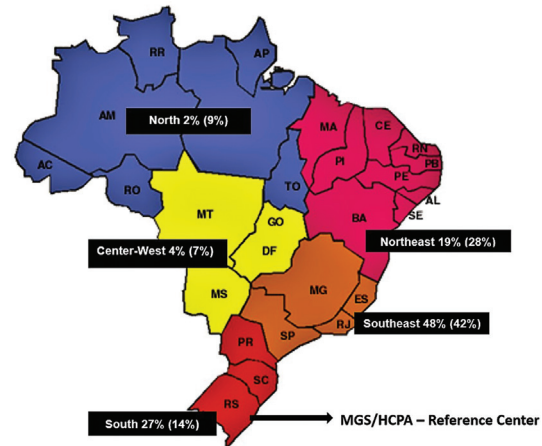 RR
AP
AM
North 2% (9%)
MA
CE
RN
PB
PI
PE
AC
RO
TO
AL
SE
MT
BA
GO
DF
Northeast 19% (28%)
Center-West 4% (7%)
MS
MG
ES
SP
RJ
Southeast 48% (42%)
PR
SC
RS
South 27% (14%)
MGS/HCPA – Reference Center